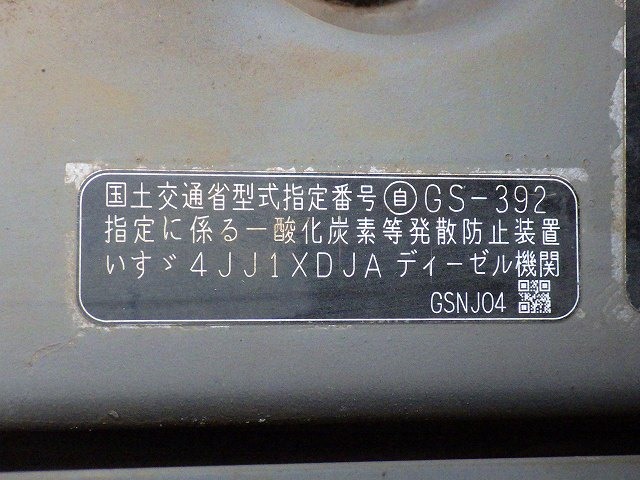 国土交通省型式指定番号 ㉂ GS-392
指定に係る一酸化炭素等発散防止装置
いすゞ 4JJ1XDJA ディーゼル機関
GSNJ04